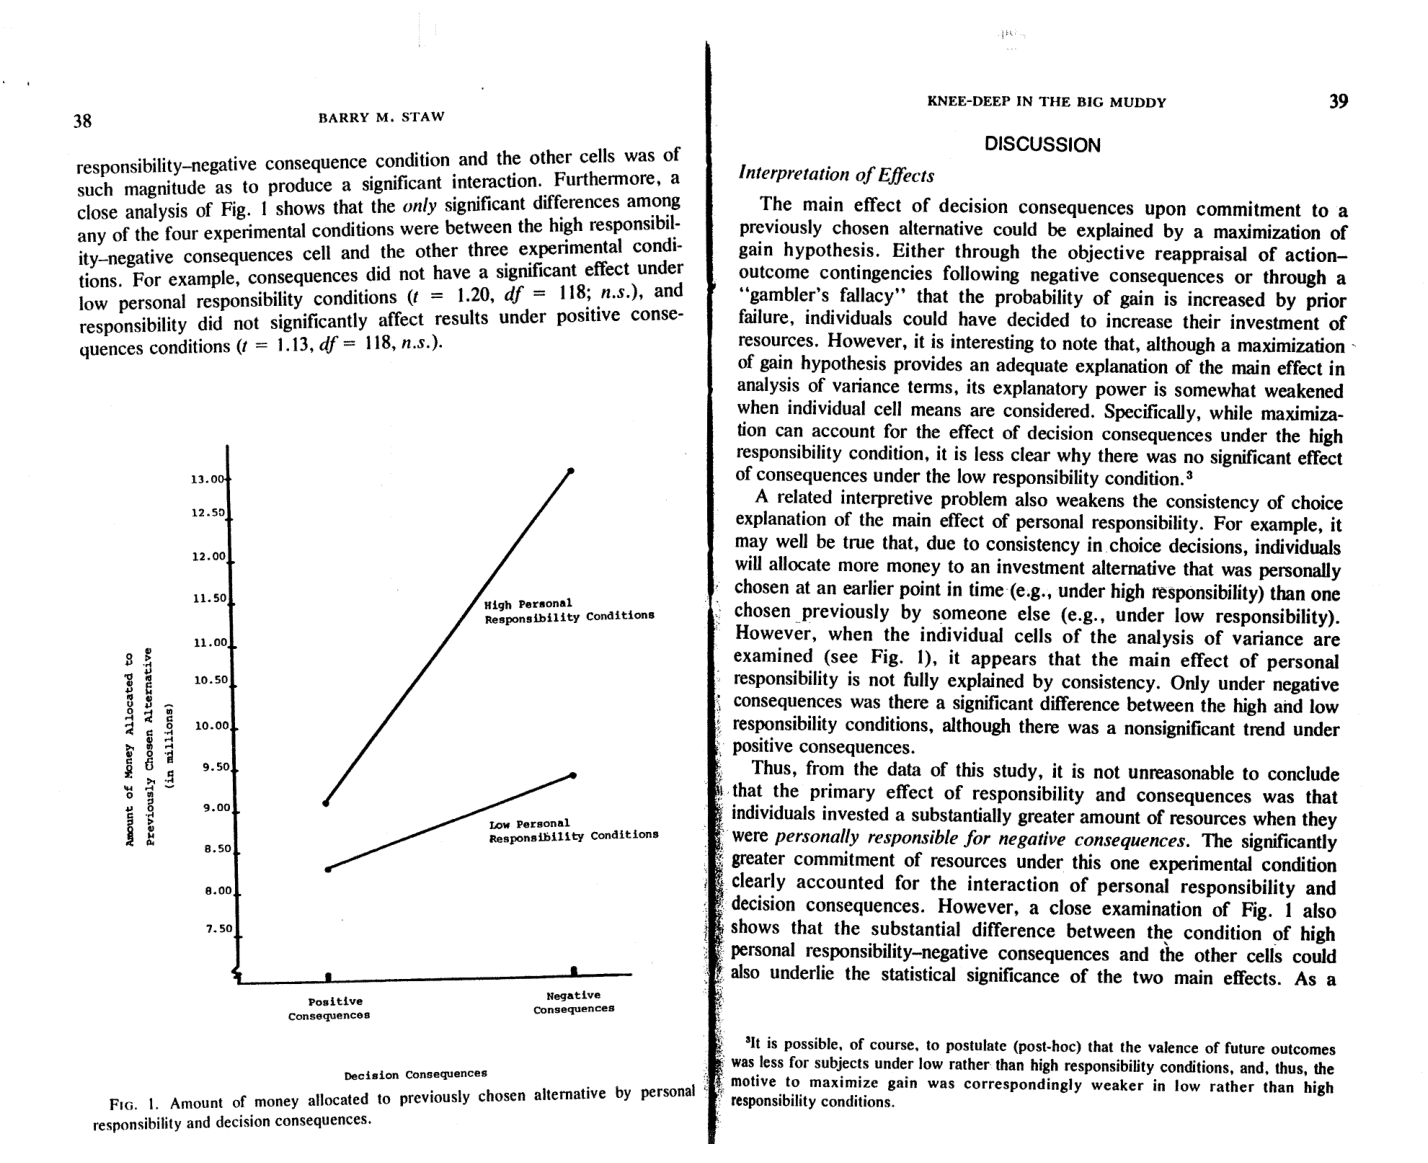 38
BARRY M. STAW
responsibility–negative consequence condition and the other cells was of
such magnitude as to produce a significant interaction. Furthermore, a
close analysis of Fig. 1 shows that the only significant differences among
any of the four experimental conditions were between the high responsibil-
ity–negative consequences cell and the other three experimental condi-
tions. For example, consequences did not have a significant effect under
low personal responsibility conditions (t = 1.20, df = 118; n.s.), and
responsibility did not significantly affect results under positive conse-
quences conditions (t = 1.13, df = 118, n.s.).
13.00
12.50
12.00
11.50
11.00
10.50
10.00
9.50
9.00
8.50
8.00
7.50
Amount of Money Allocated to
Previously Chosen Alternative
(in millions)
High Personal
Responsibility Conditions
Low Personal
Responsibility Conditions
Positive
Consequences
Negative
Consequences
Decision Consequences
FIG. 1. Amount of money allocated to previously chosen alternative by personal
responsibility and decision consequences.
KNEE-DEEP IN THE BIG MUDDY
39
DISCUSSION
Interpretation of Effects
The main effect of decision consequences upon commitment to a
previously chosen alternative could be explained by a maximization of
gain hypothesis. Either through the objective reappraisal of action–
outcome contingencies following negative consequences or through a
“gambler’s fallacy” that the probability of gain is increased by prior
failure, individuals could have decided to increase their investment of
resources. However, it is interesting to note that, although a maximization
of gain hypothesis provides an adequate explanation of the main effect in
analysis of variance terms, its explanatory power is somewhat weakened
when individual cell means are considered. Specifically, while maximiza-
tion can account for the effect of decision consequences under the high
responsibility condition, it is less clear why there was no significant effect
of consequences under the low responsibility condition.³
A related interpretive problem also weakens the consistency of choice
explanation of the main effect of personal responsibility. For example, it
may well be true that, due to consistency in choice decisions, individuals
will allocate more money to an investment alternative that was personally
chosen at an earlier point in time (e.g., under high responsibility) than one
chosen previously by someone else (e.g., under low responsibility).
However, when the individual cells of the analysis of variance are
examined (see Fig. 1), it appears that the main effect of personal
responsibility is not fully explained by consistency. Only under negative
consequences was there a significant difference between the high and low
responsibility conditions, although there was a nonsignificant trend under
positive consequences.
Thus, from the data of this study, it is not unreasonable to conclude
that the primary effect of responsibility and consequences was that
individuals invested a substantially greater amount of resources when they
were personally responsible for negative consequences. The significantly
greater commitment of resources under this one experimental condition
clearly accounted for the interaction of personal responsibility and
decision consequences. However, a close examination of Fig. 1 also
shows that the substantial difference between the condition of high
personal responsibility–negative consequences and the other cells could
also underlie the statistical significance of the two main effects. As a
³It is possible, of course, to postulate (post-hoc) that the valence of future outcomes
was less for subjects under low rather than high responsibility conditions, and, thus, the
motive to maximize gain was correspondingly weaker in low rather than high
responsibility conditions.